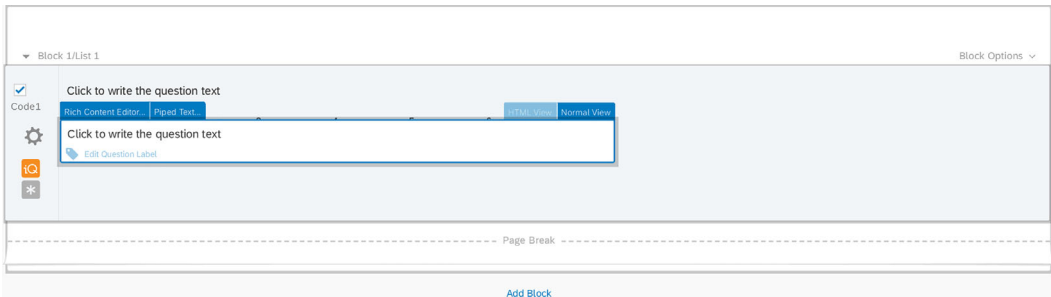 Block 1/List 1 Block Options
Click to write the question text
Code1
Rich Content Editor... Piped Text... HTML View Normal View
Click to write the question text
Edit Question Label
iQ
Page Break
Add Block